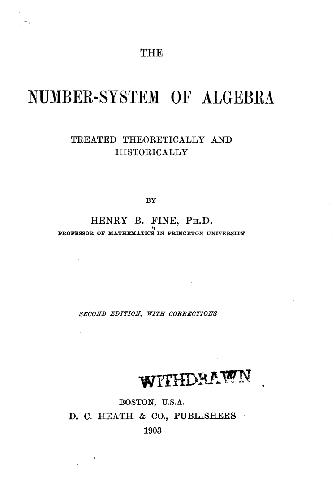 THE
NUMBER-SYSTEM OF ALGEBRA
TREATED THEORETICALLY AND
HISTORICALLY
BY
HENRY B. FINE, PH.D.
PROFESSOR OF MATHEMATICS IN PRINCETON UNIVERSITY
SECOND EDITION, WITH CORRECTIONS
WITHDRAWN
BOSTON, U.S.A.
D. C. HEATH & CO., PUBLISHERS
1903